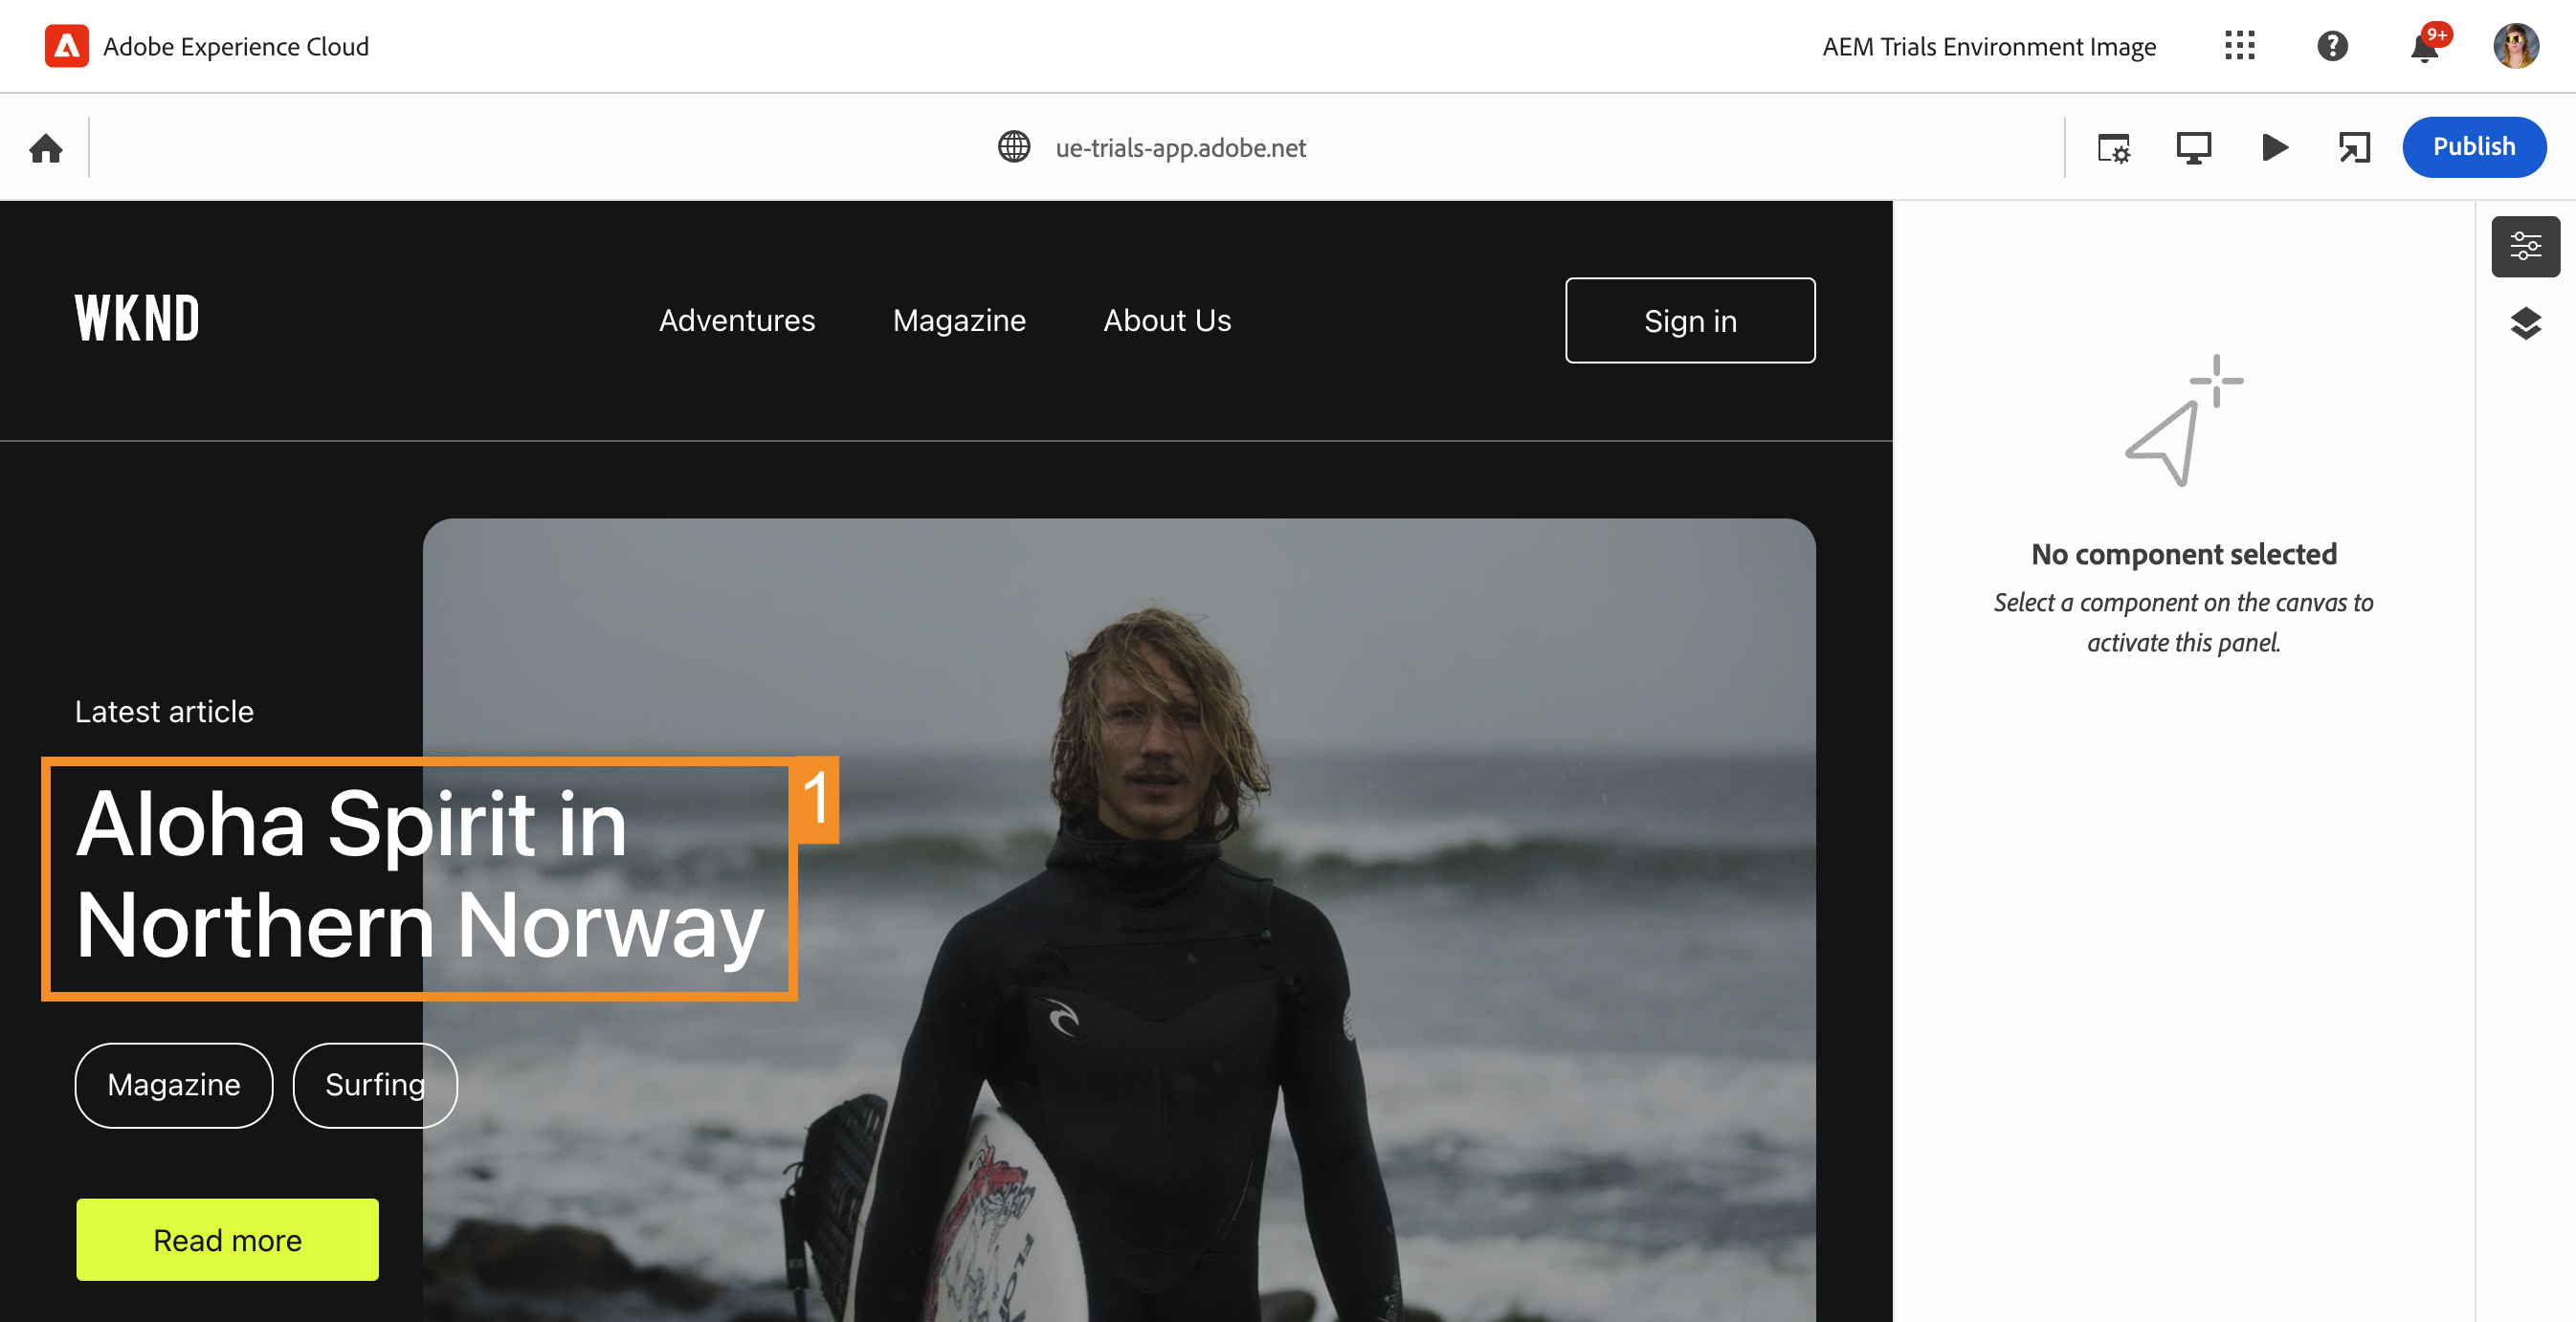 Adobe Experience Cloud
AEM Trials Environment Image
9+
ue-trials-app.adobe.net
Publish
WKND
Adventures
Magazine
About Us
Sign in
No component selected
Select a component on the canvas to
activate this panel.
Latest article
Aloha Spirit in
Northern Norway
1
Magazine
Surfing
Read more